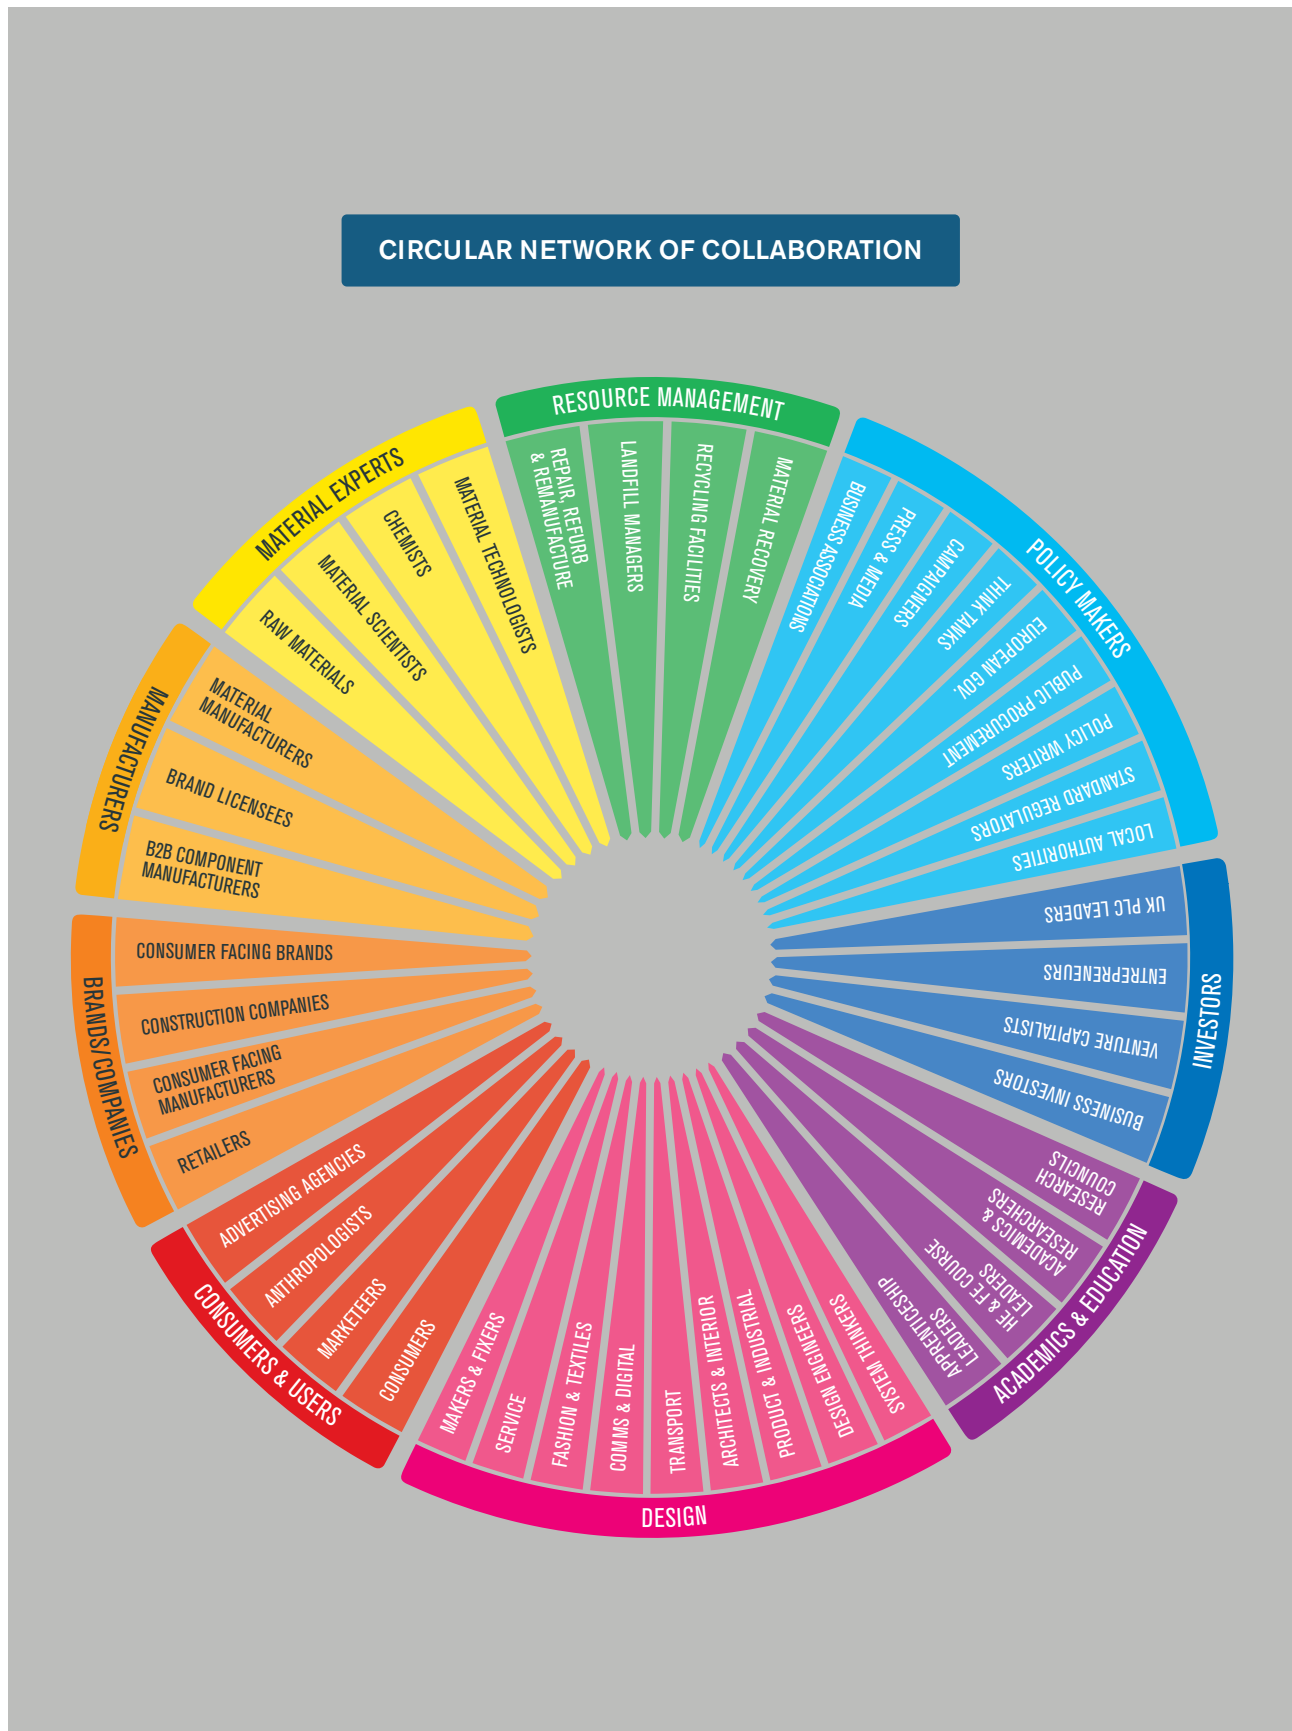 CIRCULAR NETWORK OF COLLABORATION
RESOURCE MANAGEMENT
REPAIR, REFURB
& REMANUFACTURE
LANDFILL MANAGERS
RECYCLING FACILITIES
MATERIAL RECOVERY
POLICY MAKERS
BUSINESS ASSOCIATIONS
PRESS & MEDIA
CAMPAIGNERS
THINK TANKS
EUROPEAN GOV.
PUBLIC PROCUREMENT
POLICY WRITERS
STANDARD REGULATORS
LOCAL AUTHORITIES
INVESTORS
UK PLC LEADERS
ENTREPRENEURS
VENTURE CAPITALISTS
BUSINESS INVESTORS
ACADEMICS & EDUCATION
RESEARCH
COUNCILS
ACADEMICS &
RESEARCHERS
HE & FE COURSE
LEADERS
APPRENTICESHIP
LEADERS
DESIGN
SYSTEM THINKERS
DESIGN ENGINEERS
PRODUCT & INDUSTRIAL
ARCHITECTS & INTERIOR
TRANSPORT
COMMS & DIGITAL
FASHION & TEXTILES
SERVICE
MAKERS & FIXERS
CONSUMERS & USERS
CONSUMERS
MARKETEERS
ANTHROPOLOGISTS
ADVERTISING AGENCIES
BRANDS/COMPANIES
RETAILERS
CONSUMER FACING
MANUFACTURERS
CONSTRUCTION COMPANIES
CONSUMER FACING BRANDS
MANUFACTURERS
B2B COMPONENT
MANUFACTURERS
BRAND LICENSEES
MATERIAL
MANUFACTURERS
MATERIAL EXPERTS
RAW MATERIALS
MATERIAL SCIENTISTS
CHEMISTS
MATERIAL TECHNOLOGISTS